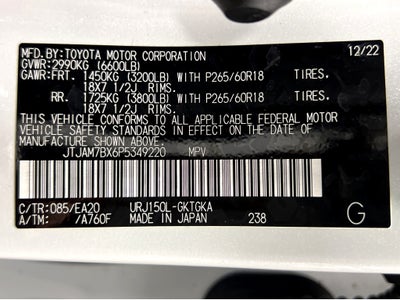 MFD.BY:TOYOTA MOTOR CORPORATION 12/22
GVWR:2990KG (6600LB)
GAWR:FRT. 1450KG (3200LB) WITH P265/60R18 TIRES,
18X7 1/2J RIMS.
RR. 1725KG (3800LB) WITH P265/60R18 TIRES,
18X7 1/2J RIMS.
THIS VEHICLE CONFORMS TO ALL APPLICABLE FEDERAL MOTOR
VEHICLE SAFETY STANDARDS IN EFFECT ON THE DATE OF
MANUFACTURE SHOWN ABOVE.
JTJAM7BX6P5349220 MPV
C/TR:085/EA20 URJ150L-GKTGKA
A/TM: /A760F MADE IN JAPAN 238 G